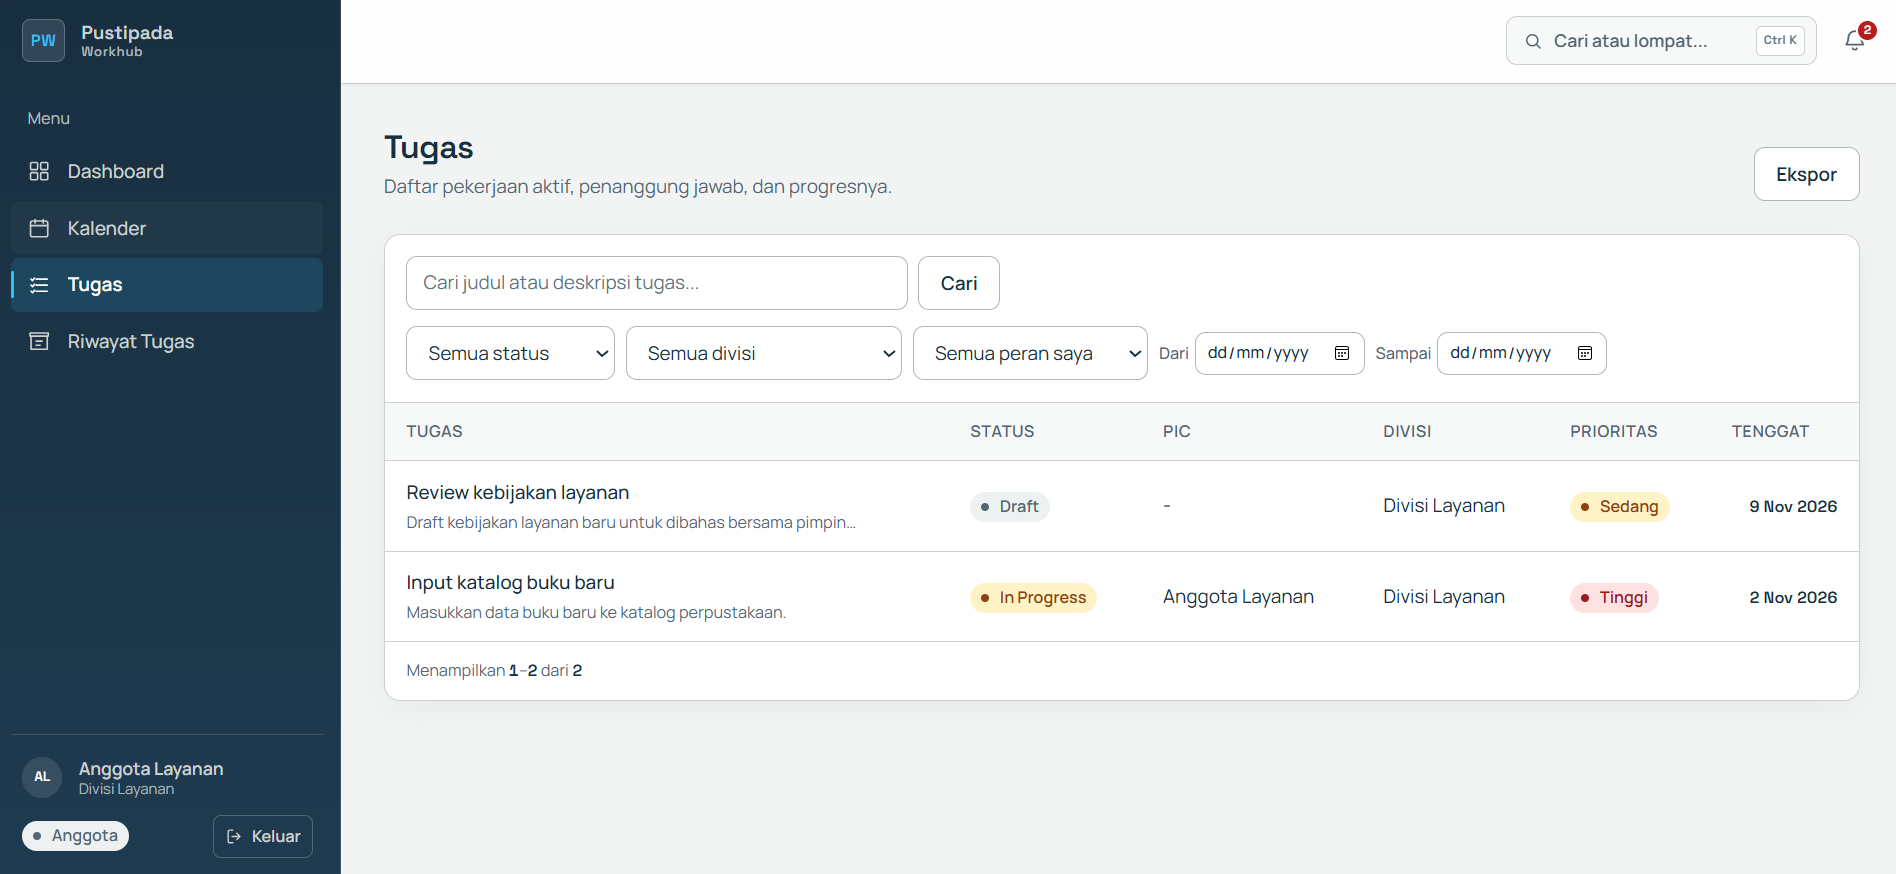 PW
Pustipada
Workhub
Cari atau lompat...
Ctrl K
2
Menu
Dashboard
Kalender
Tugas
Riwayat Tugas
Tugas
Daftar pekerjaan aktif, penanggung jawab, dan progresnya.
Ekspor
Cari judul atau deskripsi tugas...
Cari
Semua status
Semua divisi
Semua peran saya
Dari
dd/mm/yyyy
Sampai
dd/mm/yyyy
TUGAS STATUS PIC DIVISI PRIORITAS TENGGAT
Review kebijakan layanan
Draft kebijakan layanan baru untuk dibahas bersama pimpin...
Draft
-
Divisi Layanan
Sedang
9 Nov 2026
Input katalog buku baru
Masukkan data buku baru ke katalog perpustakaan.
In Progress
Anggota Layanan
Divisi Layanan
Tinggi
2 Nov 2026
Menampilkan 1–2 dari 2
AL
Anggota Layanan
Divisi Layanan
Anggota
Keluar